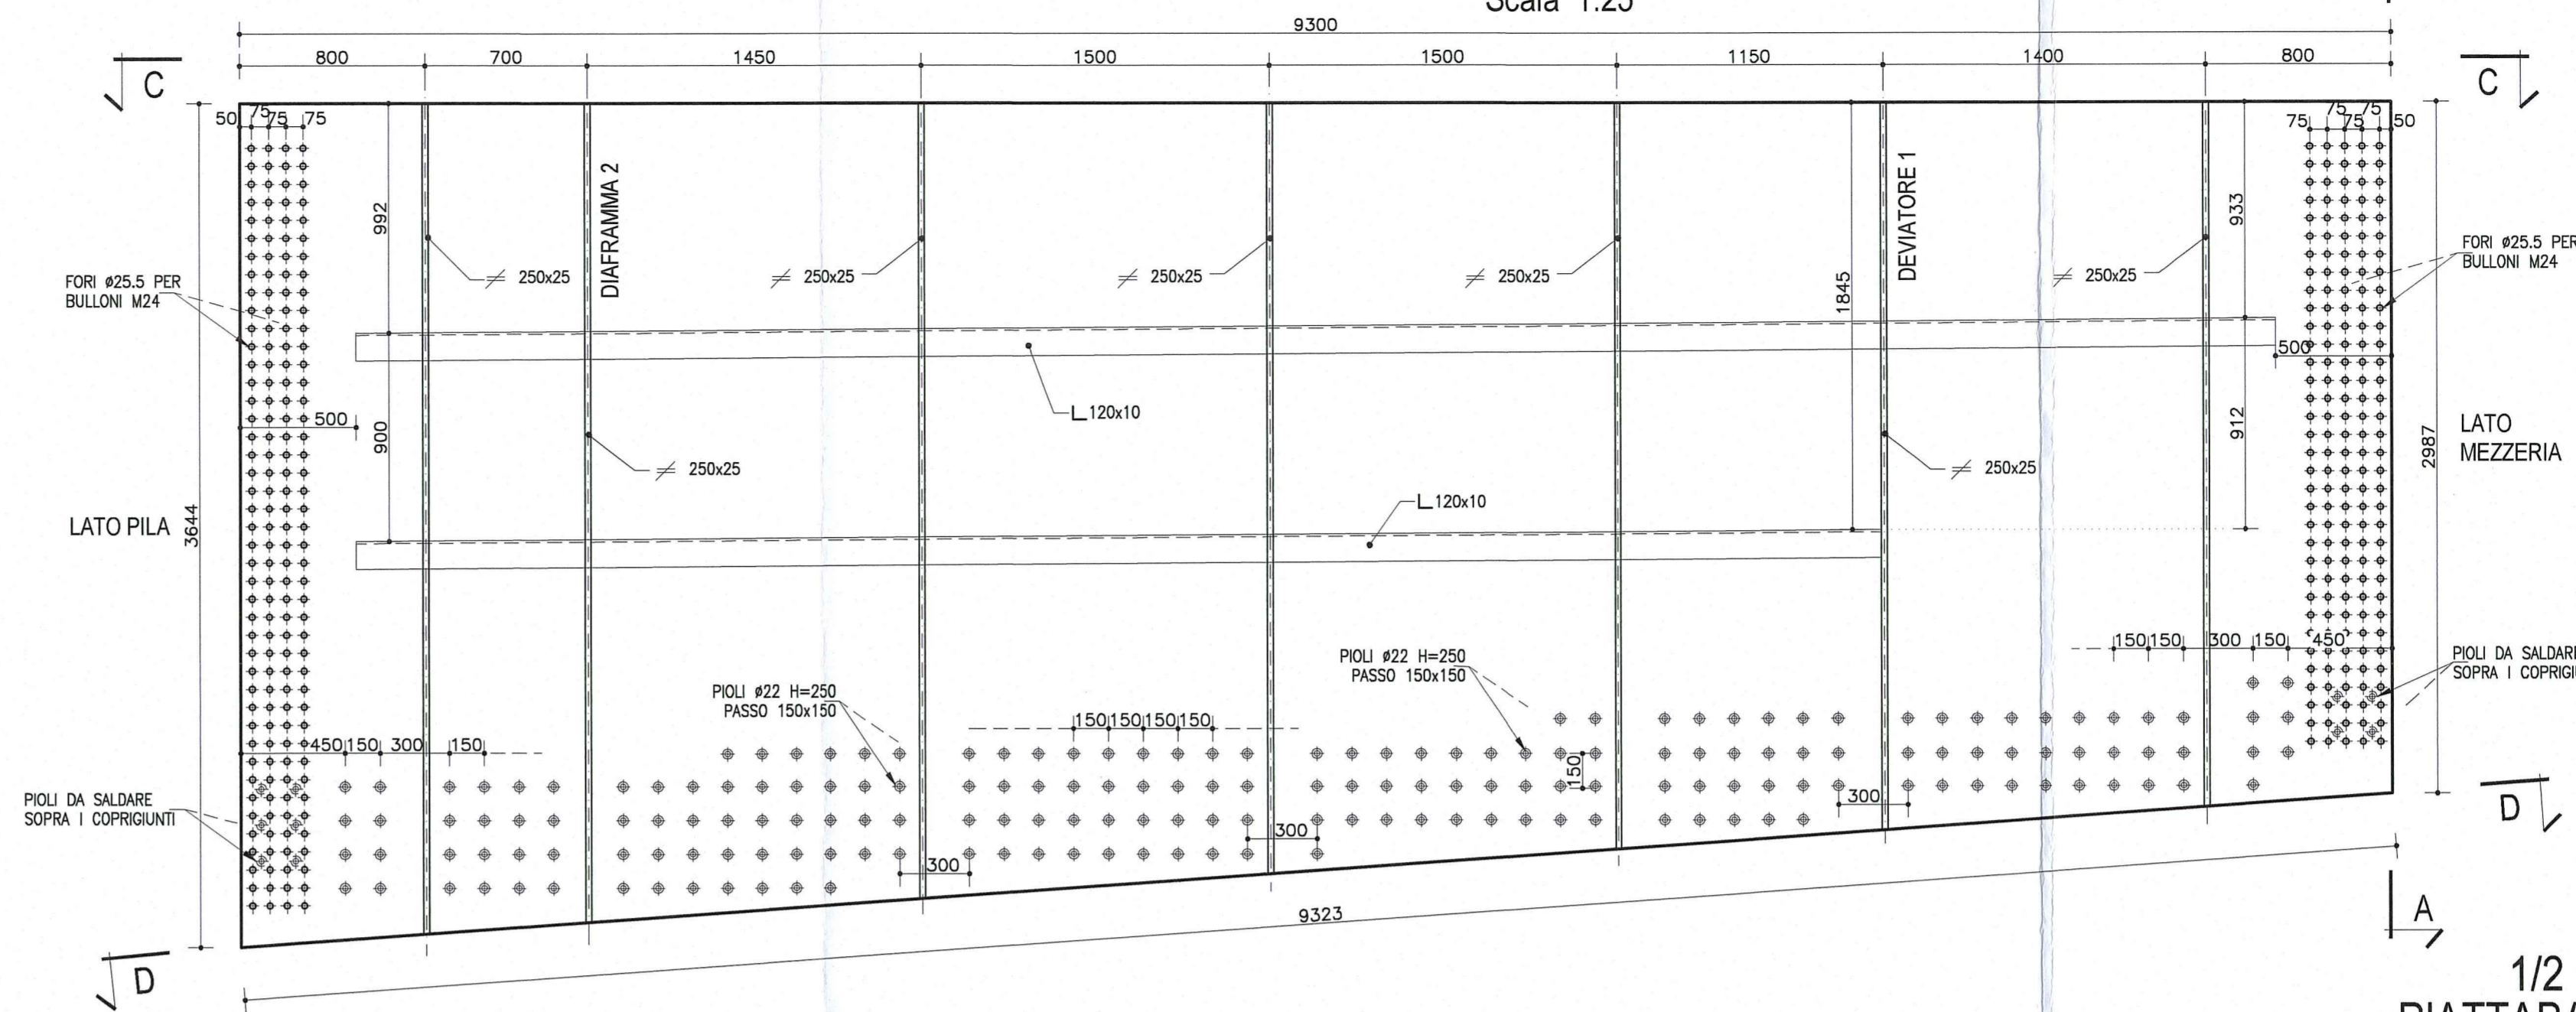 Scala 1:25
9300
800 700 1450 1500 1500 1150 1400 800
C
C
50 75 75 75
75 75 75 75 50
DIAFRAMMA 2
DEVIATORE 1
992
933
1845
FORI ø25.5 PER
BULLONI M24
250x25
250x25
250x25
250x25
250x25
FORI ø25.5 PER
BULLONI M24
500
500
900
912
L 120x10
250x25
250x25
L 120x10
LATO PILA
3644
2987
LATO
MEZZERIA
PIOLI ø22 H=250
PASSO 150x150
PIOLI ø22 H=250
PASSO 150x150
150 150 300 150 450
PIOLI DA SALDARE
SOPRA I
450 150 300 150
150 150 150 150
150
PIOLI DA SALDARE
SOPRA I COPRIGIUNTI
300
300
300
9323
D
D
A
1/2